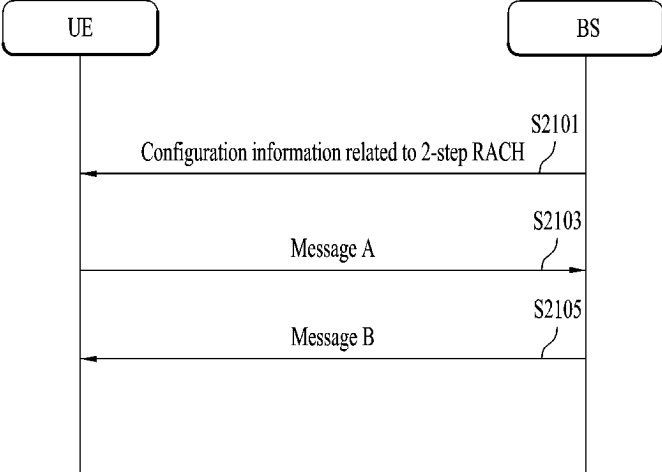 UE
BS
S2101
Configuration information related to 2-step RACH
S2103
Message A
S2105
Message B